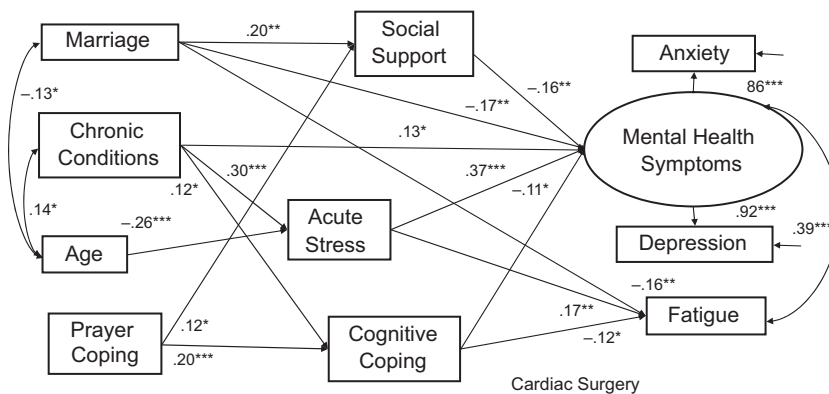 Marriage
.20**
Social
Support
Anxiety
–.13*
–.16**
–.17**
86***
Chronic
Conditions
.13*
Mental Health
Symptoms
.30***
.37***
.12*
–.11*
.14*
–.26***
Acute
Stress
.92***
Age
Depression
.39***
–.16**
Prayer
Coping
.12*
.20***
Cognitive
Coping
.17**
–.12*
Fatigue
Cardiac Surgery